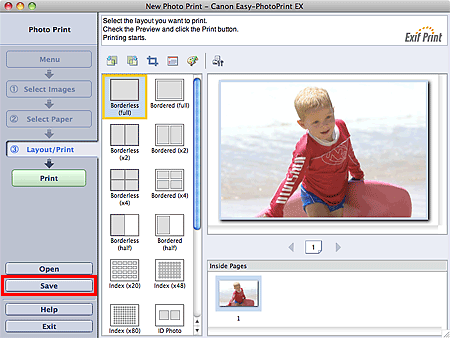 New Photo Print - Canon Easy-PhotoPrint EX
Photo Print
Select the layout you want to print.
Check the Preview and click the Print button.
Printing starts.
Exif Print
Menu
1 Select Images
2 Select Paper
3 Layout/Print
Print
Open
Save
Help
Exit
Borderless
(full)
Bordered (full)
Borderless
(x2)
Bordered (x2)
Borderless
(x4)
Bordered (x4)
Borderless
(half)
Bordered
(half)
Index (x20)
Index (x48)
Index (x80)
ID Photo
1
Inside Pages
1